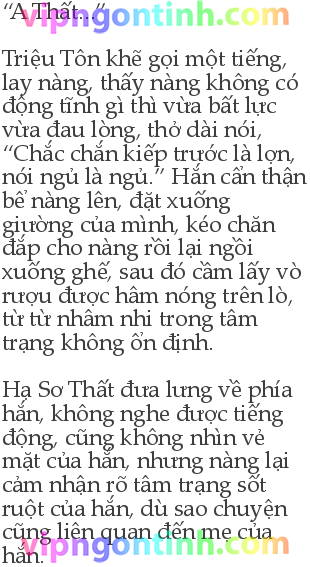 “A Thất...“
vipngontinh.com
Triệu Tôn khẽ gọi một tiếng,
lay nàng, thấy nàng không có
động tĩnh gì thì vừa bất lực
vừa đau lòng, thở dài nói,
“Chắc chắn kiếp trước là lợn,
nói ngủ là ngủ.” Hắn cẩn thận
bế nàng lên, đặt xuống
giường của mình, kéo chăn
đắp cho nàng rồi lại ngồi
xuống ghế, sau đó cầm lấy vò
rượu được hâm nóng trên lò,
vipngontinh.com
từ từ nhâm nhi trong tâm
trạng không ổn định.
Hạ Sơ Thất đưa lưng về phía
hắn, không nghe được tiếng
động, cũng không nhìn vẻ
mặt của hắn, nhưng nàng lại
cảm nhận rõ tâm trạng sốt
ruột của hắn, dù sao chuyện
cũng liên quan đến mẹ của
vipngontinh.com
hắn.